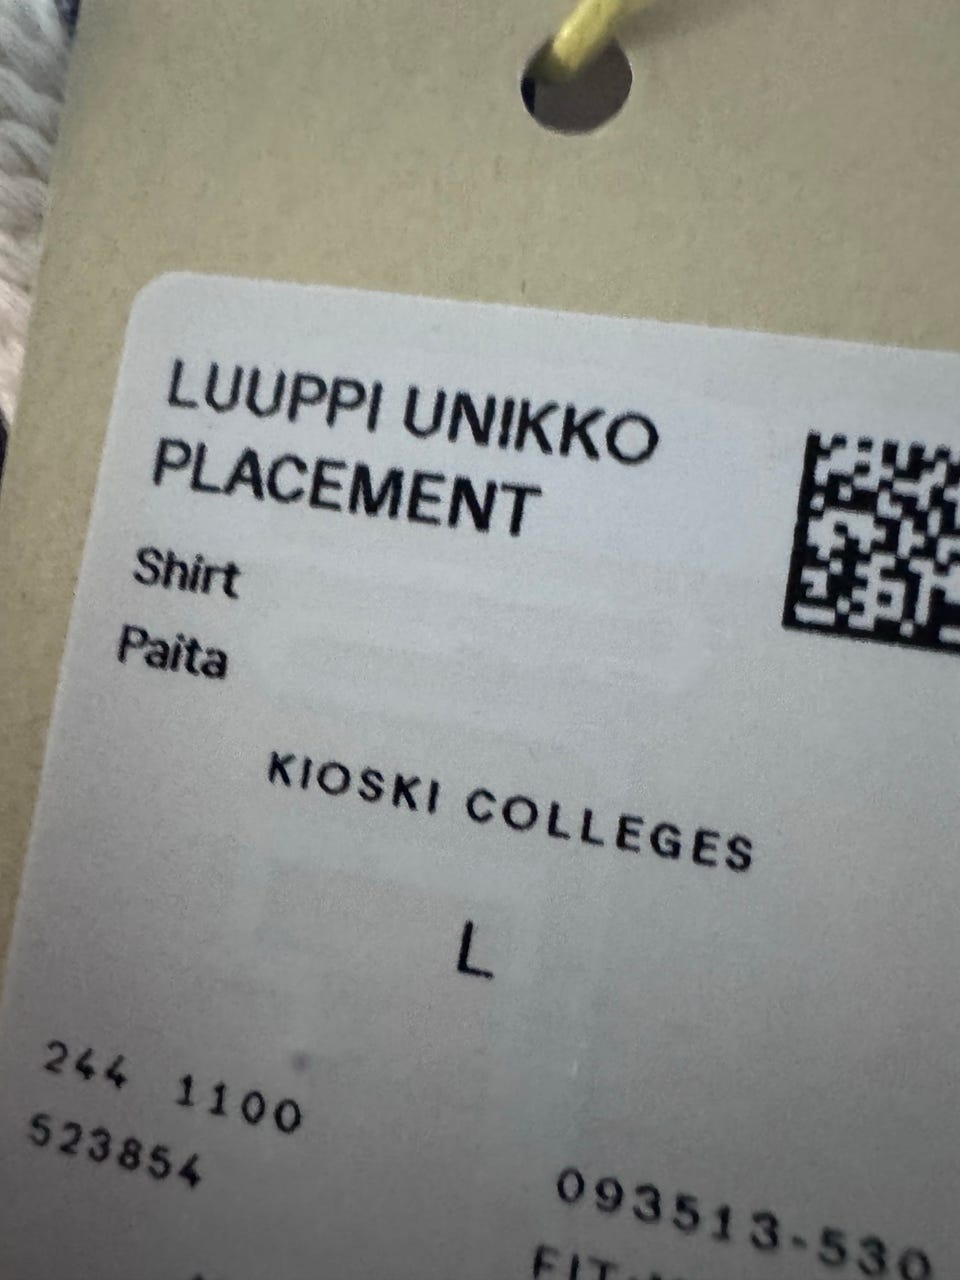 LUUPPI UNIKKO
PLACEMENT
Shirt
Paita
KIOSKI COLLEGES
L
244 1100
523854
093513-530